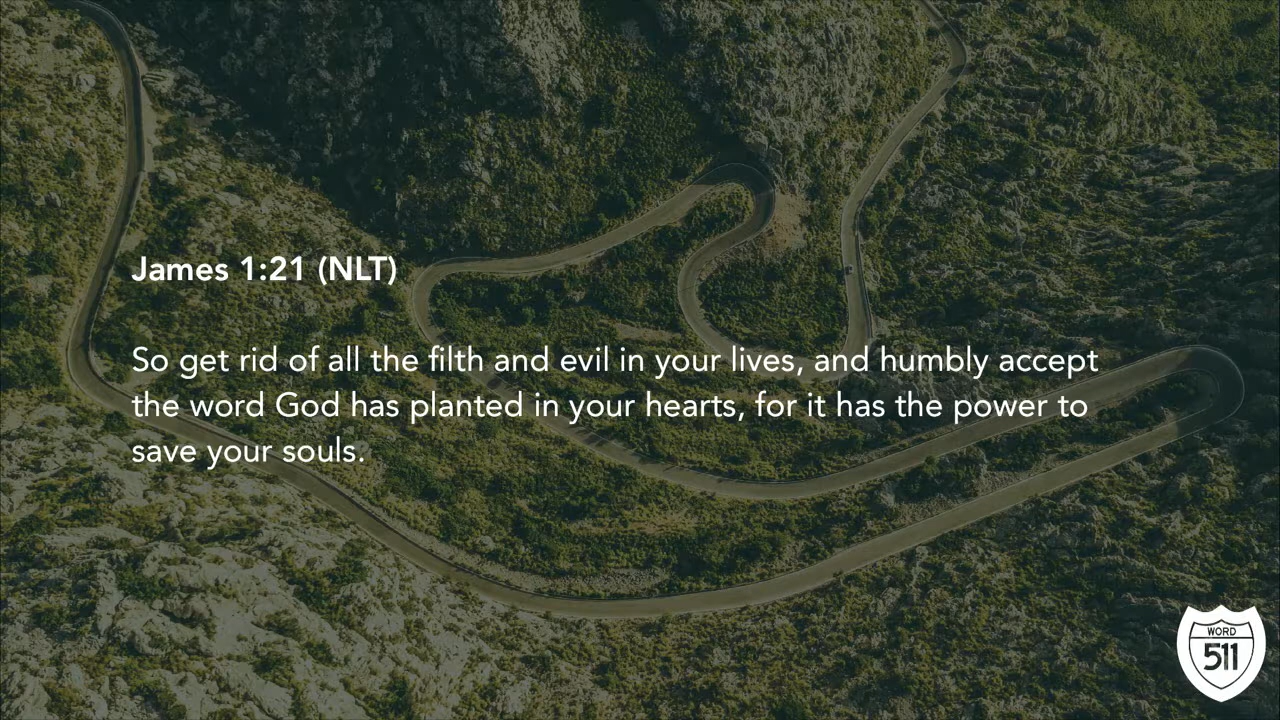 James 1:21 (NLT)
So get rid of all the filth and evil in your lives, and humbly accept
the word God has planted in your hearts, for it has the power to
save your souls.
WORD
511